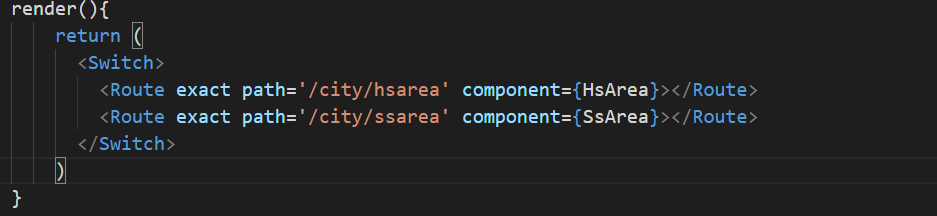 render(){
return (
<Switch>
<Route exact path='/city/hsarea' component={HsArea}></Route>
<Route exact path='/city/ssarea' component={SsArea}></Route>
</Switch>
)
}